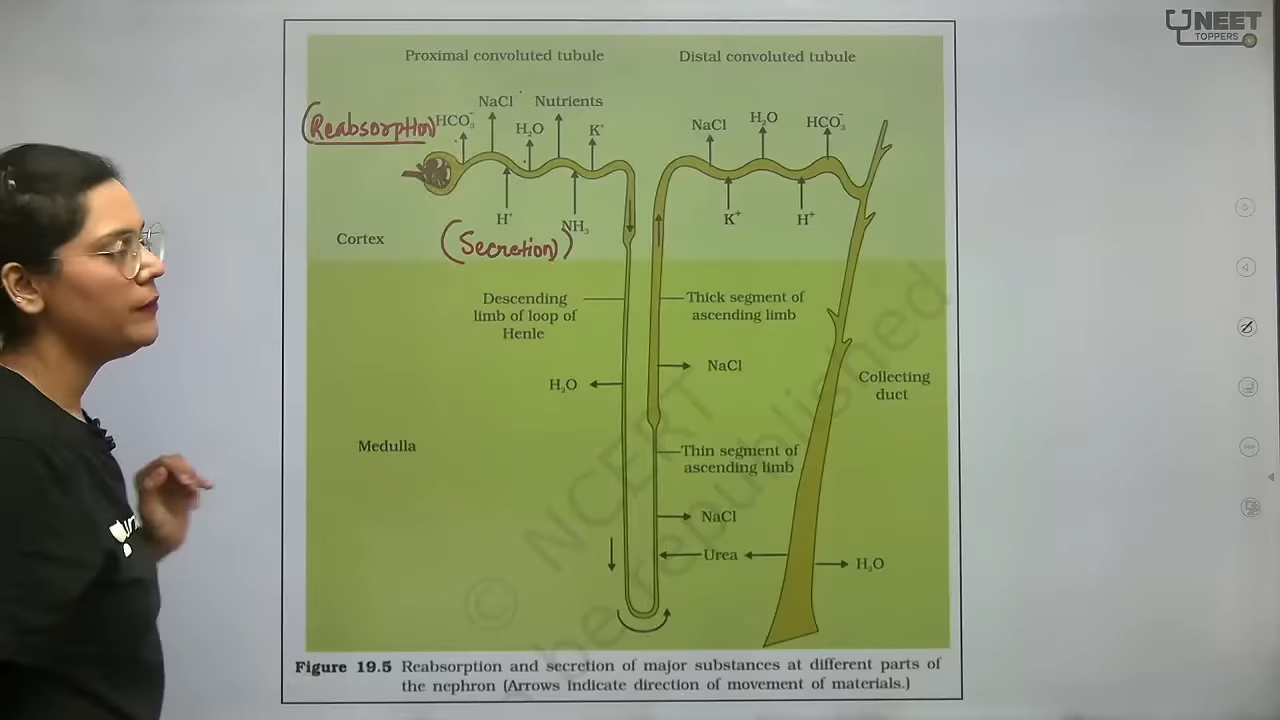 NEET
TOPPERS
Proximal convoluted tubule
Distal convoluted tubule
NaCl
Nutrients
(Reabsorption)
HCO₃⁻
H₂O
K⁺
NaCl
H₂O
HCO₃⁻
H⁺
NH₃
K⁺
H⁺
Cortex
(Secretion)
Descending
limb of loop of
Henle
Thick segment of
ascending limb
NaCl
H₂O
Collecting
duct
Medulla
Thin segment of
ascending limb
NaCl
Urea
H₂O
© NCERT
be republished
Figure 19.5 Reabsorption and secretion of major substances at different parts of
the nephron (Arrows indicate direction of movement of materials.)